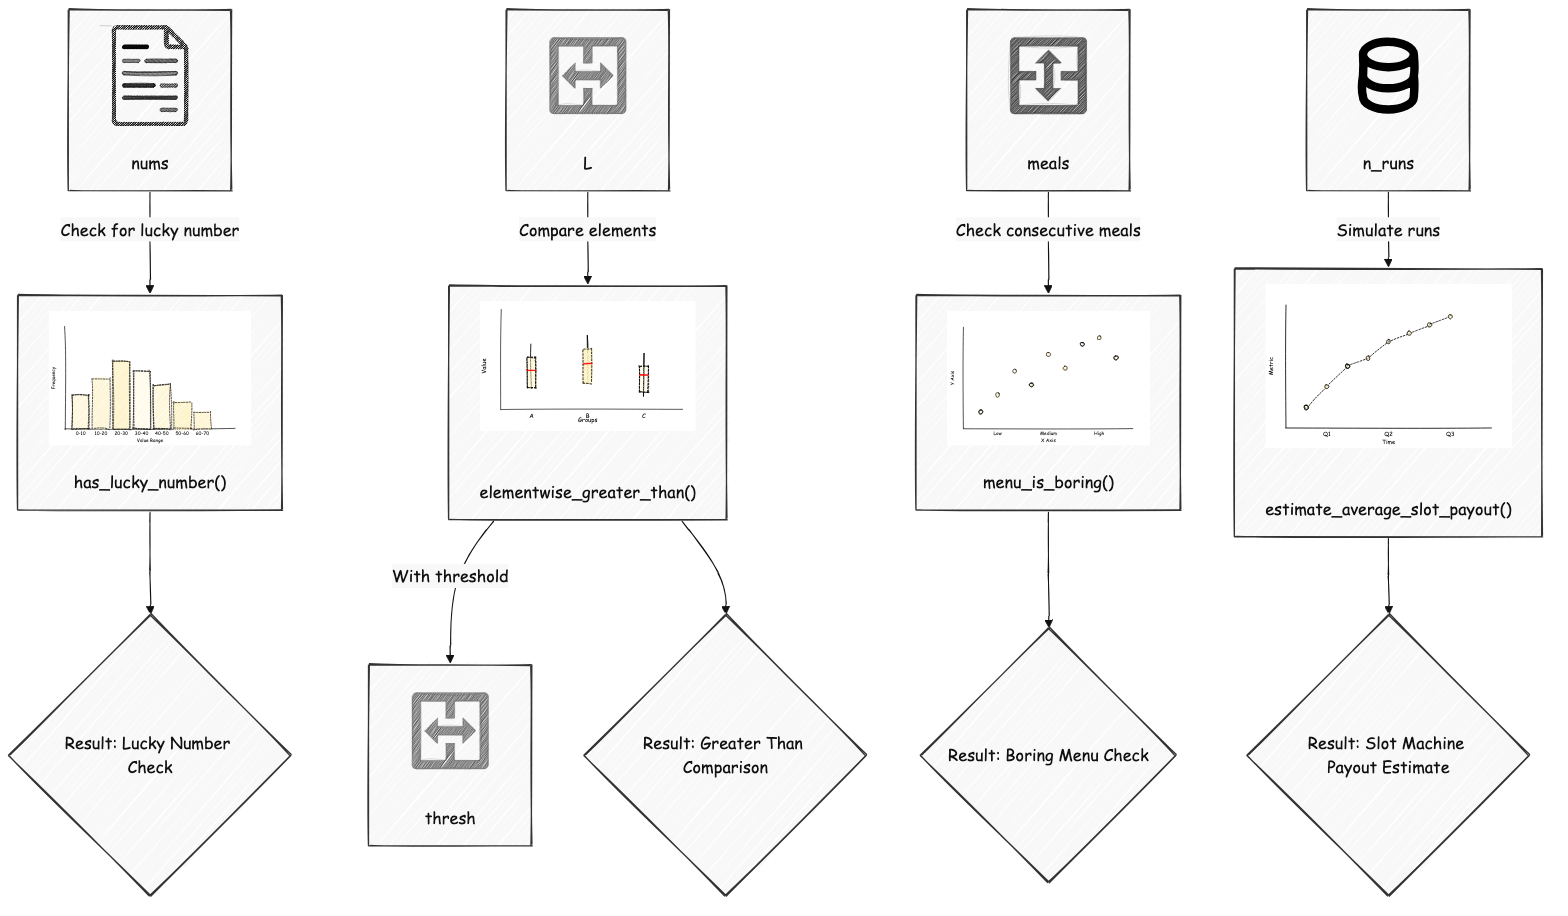 nums
L
meals
n_runs
Check for lucky number
Compare elements
Check consecutive meals
Simulate runs
Frequency
0-10 10-20 20-30 30-40 40-50 50-60 60-70
Value Range
has_lucky_number()
Value
A B C
Groups
elementwise_greater_than()
Y Axis
Low Medium High
X Axis
menu_is_boring()
Metric
Q1 Q2 Q3
Time
estimate_average_slot_payout()
With threshold
Result: Lucky Number
Check
thresh
Result: Greater Than
Comparison
Result: Boring Menu Check
Result: Slot Machine
Payout Estimate